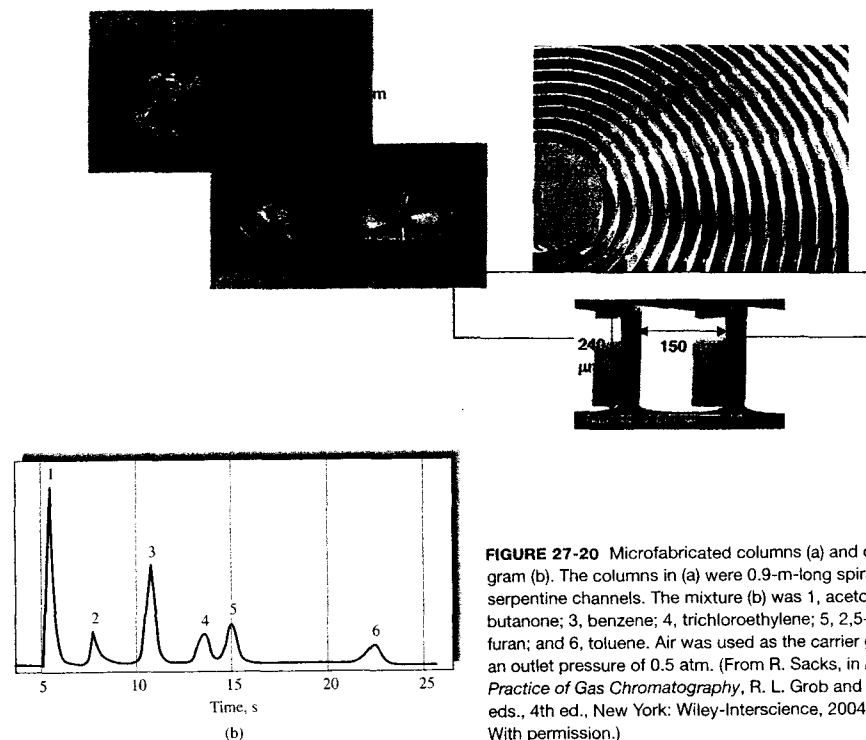 m
240 150
μ
1
2
3
4
5
6
5 10 15 20 25
Time, s
(b)
FIGURE 27-20 Microfabricated columns (a) and
gram (b). The columns in (a) were 0.9-m-long spir
serpentine channels. The mixture (b) was 1, aceto
butanone; 3, benzene; 4, trichloroethylene; 5, 2,5-
furan; and 6, toluene. Air was used as the carrier
an outlet pressure of 0.5 atm. (From R. Sacks, in
Practice of Gas Chromatography, R. L. Grob and
eds., 4th ed., New York: Wiley-Interscience, 2004
With permission.)